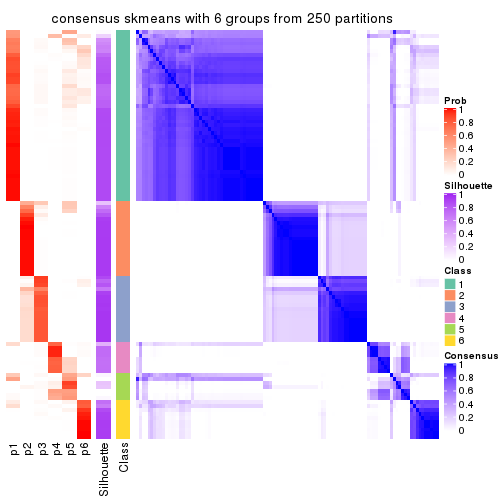 consensus skmeans with 6 groups from 250 partitions
Prob
1
0.8
0.6
0.4
0.2
0
Silhouette
1
0.8
0.6
0.4
0.2
0
Class
1
2
3
4
5
6
Consensus
1
0.8
0.6
0.4
0.2
0
p1
p2
p3
p4
p5
p6
Silhouette
Class